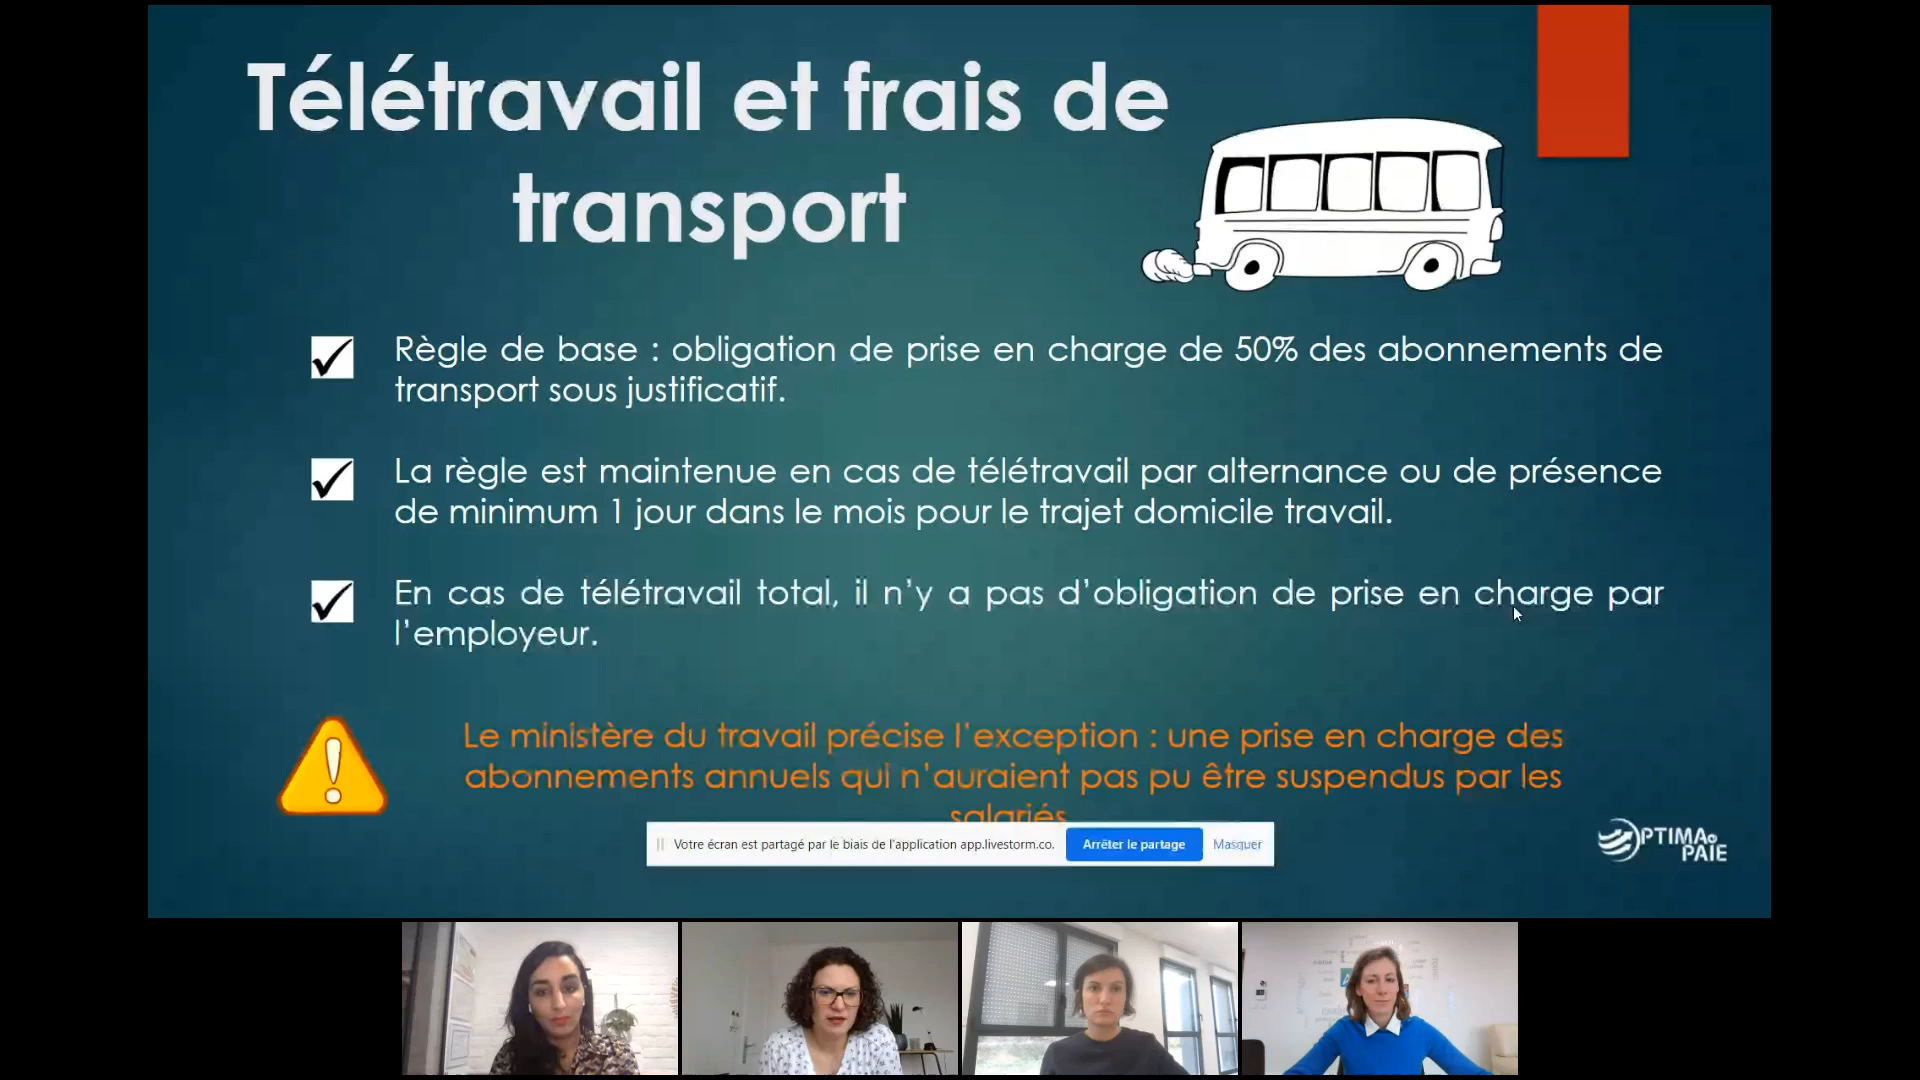 Télétravail et frais de
transport
Règle de base : obligation de prise en charge de 50% des abonnements de
transport sous justificatif.
La règle est maintenue en cas de télétravail par alternance ou de présence
de minimum 1 jour dans le mois pour le trajet domicile travail.
En cas de télétravail total, il n’y a pas d’obligation de prise en charge par
l’employeur.
Le ministère du travail précise l’exception : une prise en charge des
abonnements annuels qui n’auraient pas pu être suspendus par les
salariés
Votre écran est partagé par le biais de l'application app.livestorm.co.
Arrêter le partage
Masquer
OPTIMA
PAIE